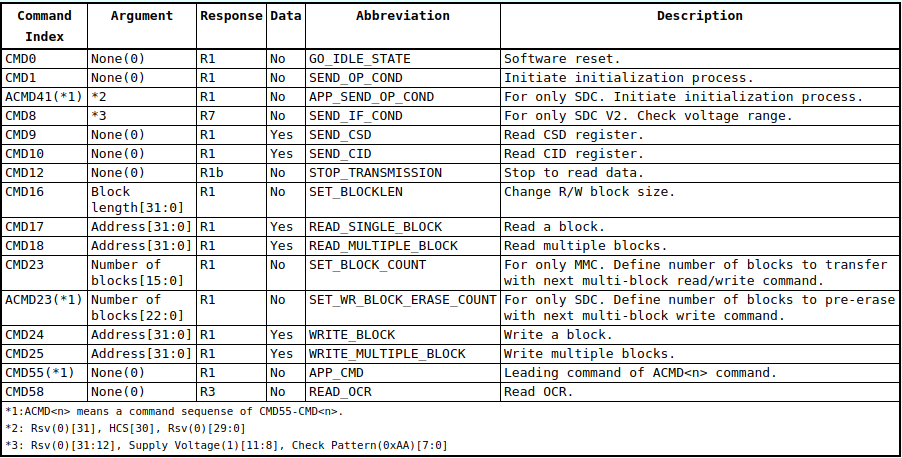 Command Index Argument Response Data Abbreviation Description
CMD0 None(0) R1 No GO_IDLE_STATE Software reset.
CMD1 None(0) R1 No SEND_OP_COND Initiate initialization process.
ACMD41(*1) *2 R1 No APP_SEND_OP_COND For only SDC. Initiate initialization process.
CMD8 *3 R7 No SEND_IF_COND For only SDC V2. Check voltage range.
CMD9 None(0) R1 Yes SEND_CSD Read CSD register.
CMD10 None(0) R1 Yes SEND_CID Read CID register.
CMD12 None(0) R1b No STOP_TRANSMISSION Stop to read data.
CMD16 Block length[31:0] R1 No SET_BLOCKLEN Change R/W block size.
CMD17 Address[31:0] R1 Yes READ_SINGLE_BLOCK Read a block.
CMD18 Address[31:0] R1 Yes READ_MULTIPLE_BLOCK Read multiple blocks.
CMD23 Number of blocks[15:0] R1 No SET_BLOCK_COUNT For only MMC. Define number of blocks to transfer with next multi-block read/write command.
ACMD23(*1) Number of blocks[22:0] R1 No SET_WR_BLOCK_ERASE_COUNT For only SDC. Define number of blocks to pre-erase with next multi-block write command.
CMD24 Address[31:0] R1 Yes WRITE_BLOCK Write a block.
CMD25 Address[31:0] R1 Yes WRITE_MULTIPLE_BLOCK Write multiple blocks.
CMD55(*1) None(0) R1 No APP_CMD Leading command of ACMD<n> command.
CMD58 None(0) R3 No READ_OCR Read OCR.
*1:ACMD<n> means a command sequense of CMD55-CMD<n>.
*2: Rsv(0)[31], HCS[30], Rsv(0)[29:0]
*3: Rsv(0)[31:12], Supply Voltage(1)[11:8], Check Pattern(0xAA)[7:0]